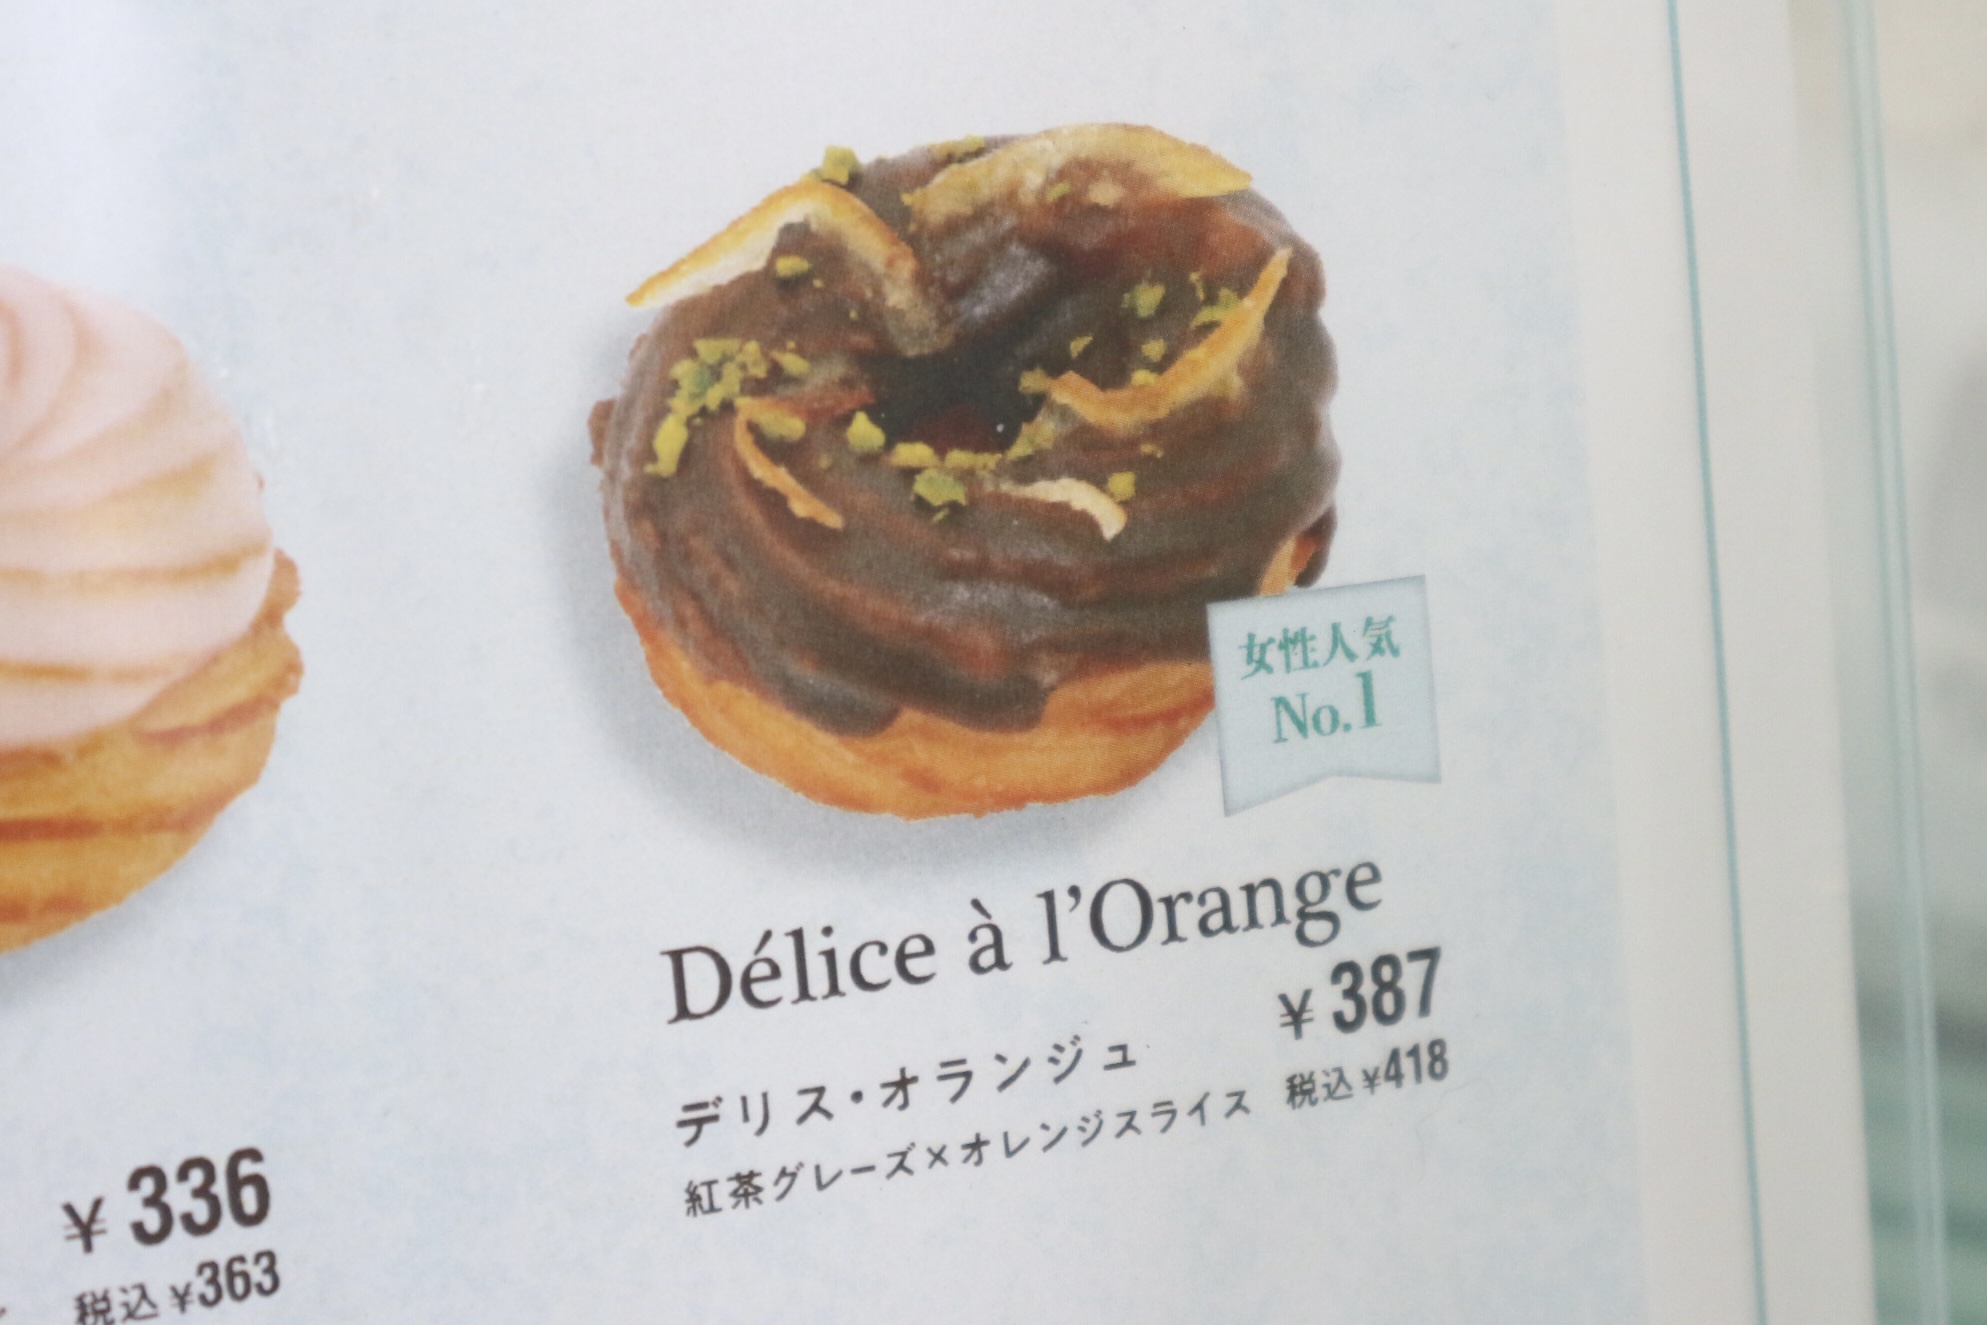 女性人気
No.1
Délice à l'Orange
¥387
デリス・オランジュ
税込¥418
紅茶グレーズ×オレンジスライス
¥336
税込¥363